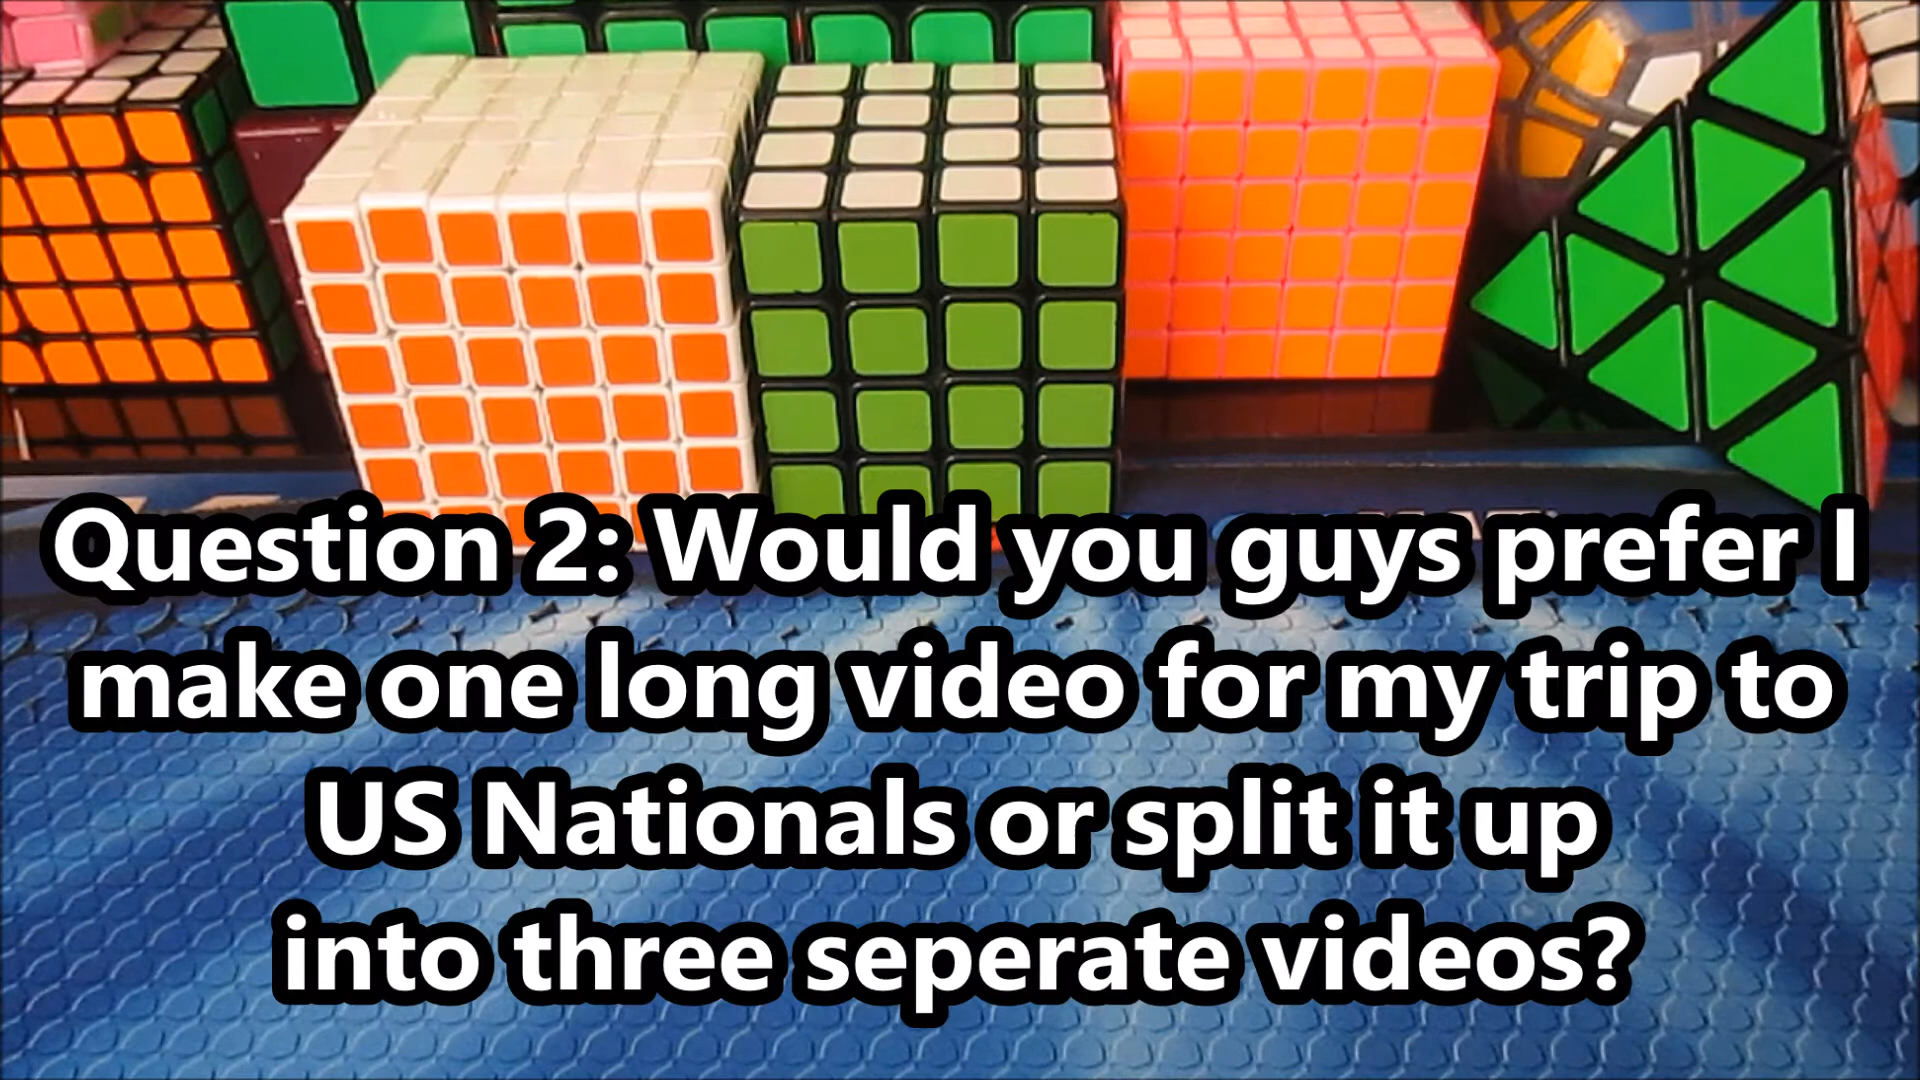 Question 2: Would you guys prefer I
make one long video for my trip to
US Nationals or split it up
into three seperate videos?